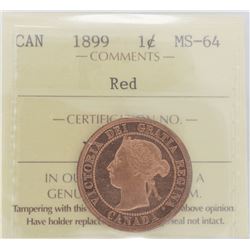 CAN 1899 1¢ MS-64
COMMENTS
Red
CERTIFICATION NO.
IN OU
GENU M.
Tampering with this above opinion.
Have holder replac seal not intact.
VICTORIA DEI GRATIA REGINA
CANADA